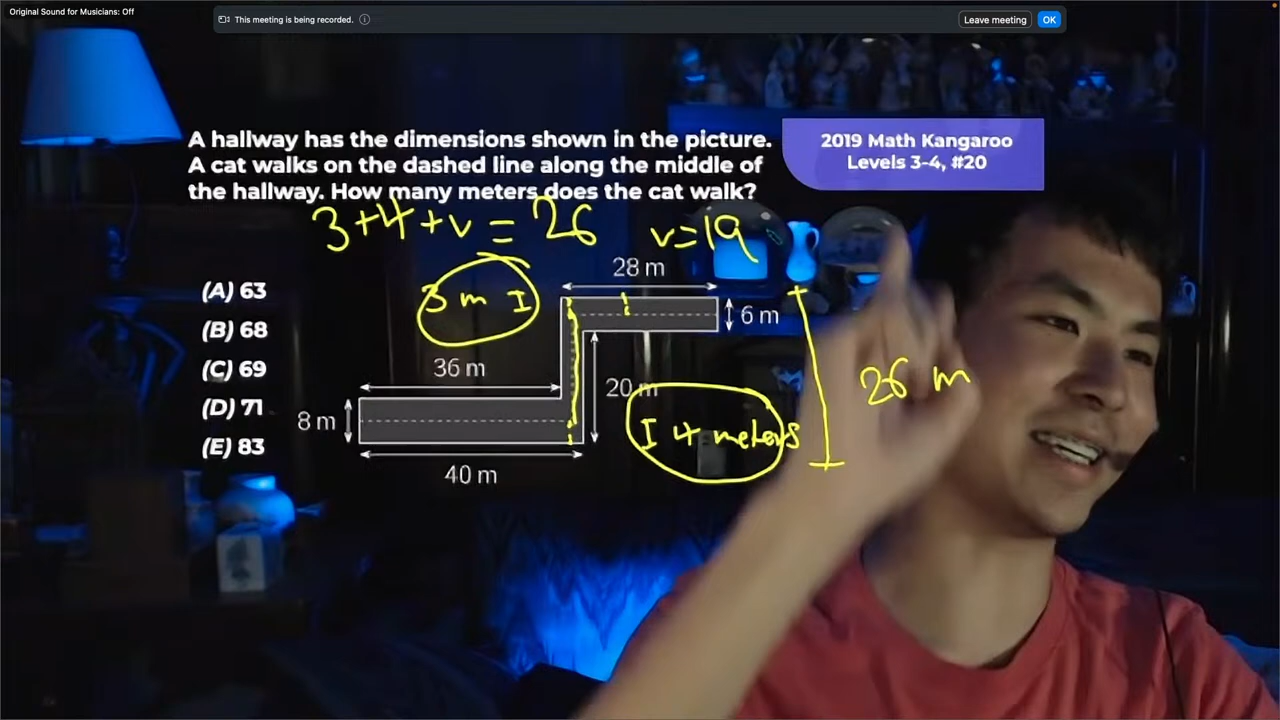 Original Sound for Musicians: Off
This meeting is being recorded.
Leave meeting
OK
A hallway has the dimensions shown in the picture.
A cat walks on the dashed line along the middle of
the hallway. How many meters does the cat walk?
2019 Math Kangaroo
Levels 3-4, #20
3+4+v = 26
v=19
(A) 63
(B) 68
(C) 69
(D) 71
(E) 83
28 m
3 m I
6 m
36 m
20 m
26 m
8 m
I 4 meters
40 m